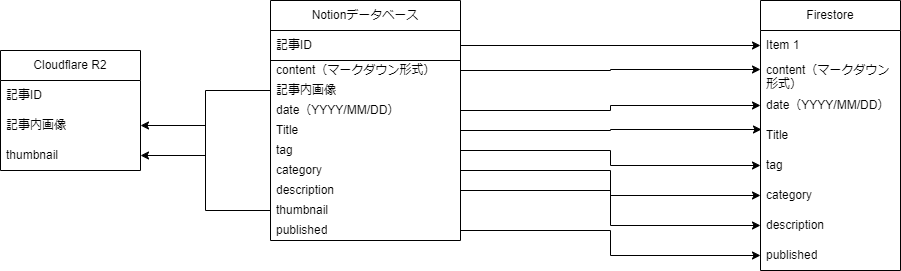 Cloudflare R2
記事ID
記事内画像
thumbnail
Notionデータベース
記事ID
content（マークダウン形式）
記事内画像
date（YYYY/MM/DD）
Title
tag
category
description
thumbnail
published
Firestore
Item 1
content（マークダウン
形式）
date（YYYY/MM/DD）
Title
tag
category
description
published